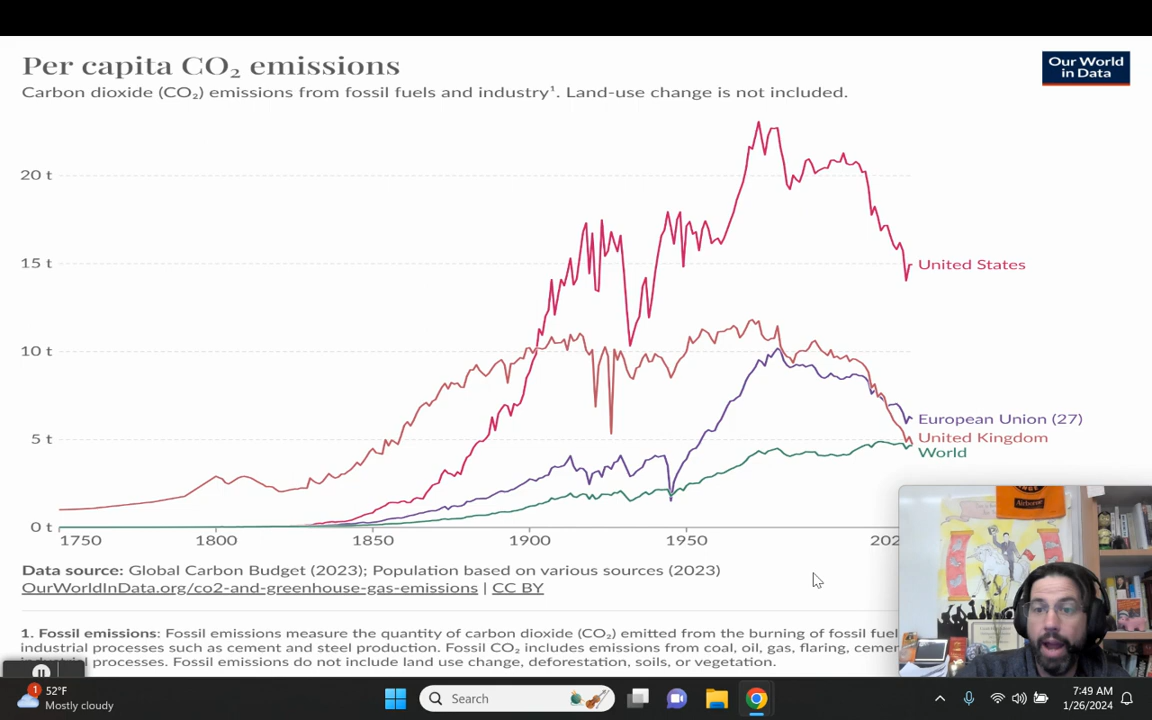 Per capita CO₂ emissions
Our World
in Data
Carbon dioxide (CO₂) emissions from fossil fuels and industry¹. Land-use change is not included.
20 t
15 t
United States
10 t
European Union (27)
5 t
United Kingdom
World
0 t
1750
1800
1850
1900
1950
Airborne
Data source: Global Carbon Budget (2023); Population based on various sources (2023)
OurWorldInData.org/co2-and-greenhouse-gas-emissions | CC BY
1. Fossil emissions: Fossil emissions measure the quantity of carbon dioxide (CO₂) emitted from the burning of fossil fuel
industrial processes such as cement and steel production. Fossil CO₂ includes emissions from coal, oil, gas, flaring, cemen
processes. Fossil emissions do not include land use change, deforestation, soils, or vegetation.
1
52°F
Mostly cloudy
Search
7:49 AM
1/26/2024